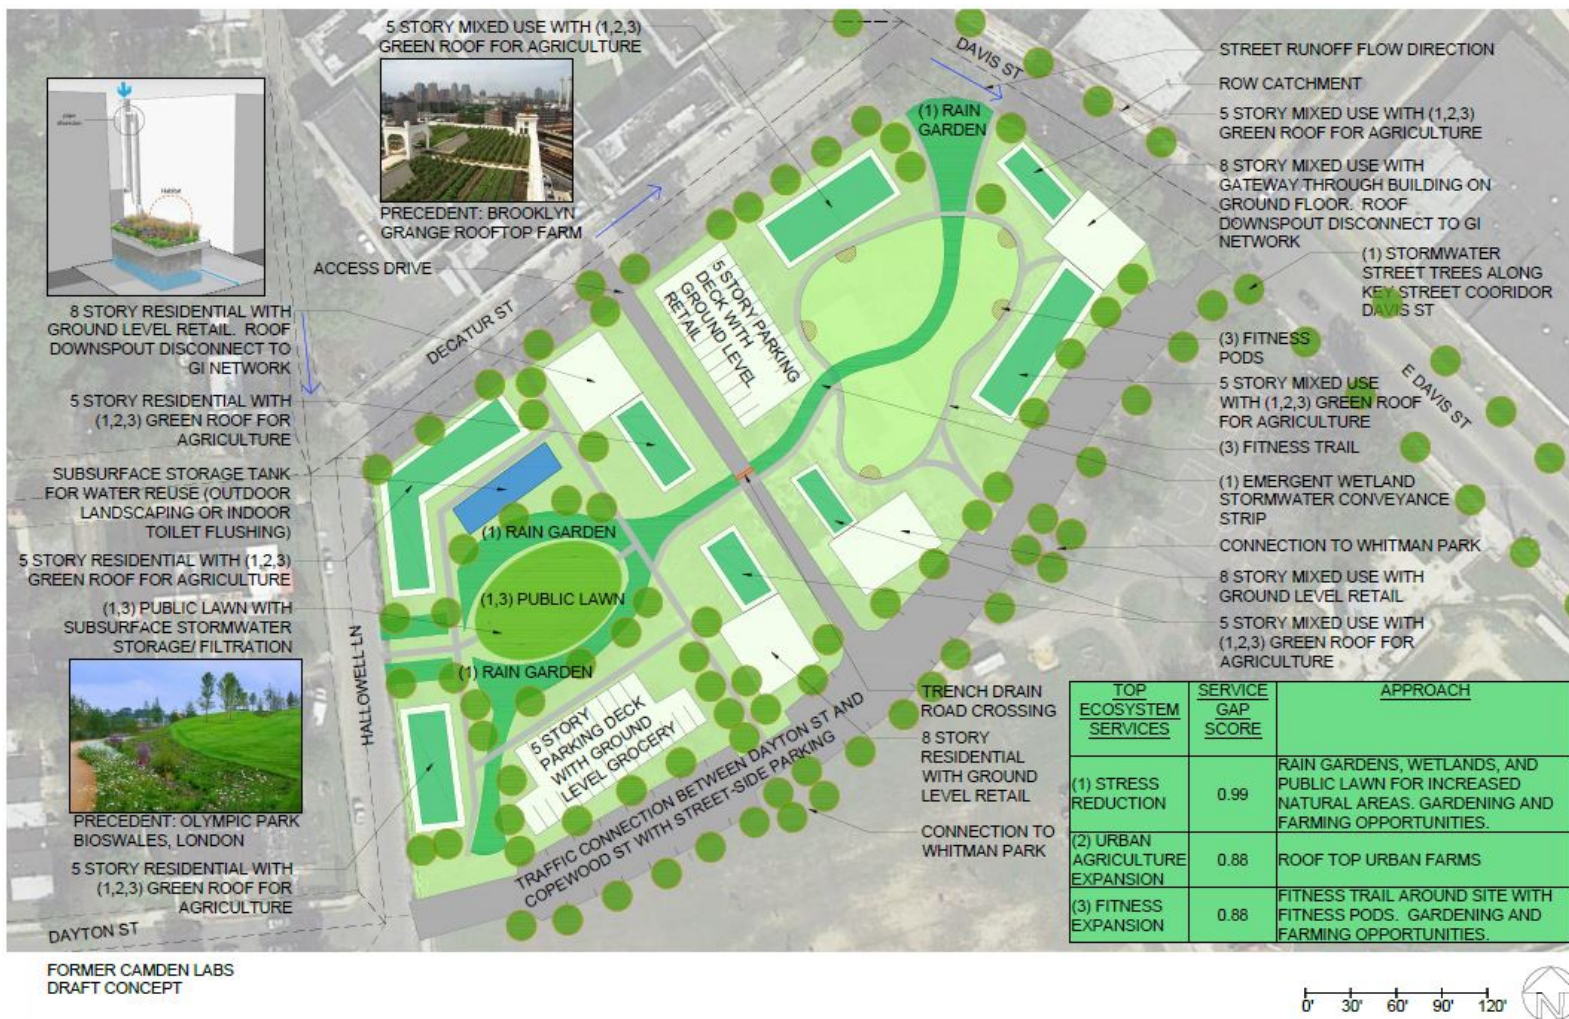 5 STORY MIXED USE WITH (1,2,3)
GREEN ROOF FOR AGRICULTURE
PRECEDENT: BROOKLYN
GRANGE ROOFTOP FARM
ACCESS DRIVE
Habitat
8 STORY RESIDENTIAL WITH
GROUND LEVEL RETAIL. ROOF
DOWNSPOUT DISCONNECT TO
GI NETWORK
5 STORY RESIDENTIAL WITH
(1,2,3) GREEN ROOF FOR
AGRICULTURE
SUBSURFACE STORAGE TANK
FOR WATER REUSE (OUTDOOR
LANDSCAPING OR INDOOR
TOILET FLUSHING)
5 STORY RESIDENTIAL WITH (1,2,3)
GREEN ROOF FOR AGRICULTURE
(1,3) PUBLIC LAWN WITH
SUBSURFACE STORMWATER
STORAGE/ FILTRATION
PRECEDENT: OLYMPIC PARK
BIOSWALES, LONDON
5 STORY RESIDENTIAL WITH
(1,2,3) GREEN ROOF FOR
AGRICULTURE
DAYTON ST
HALLOWELL LN
DECATUR ST
DAVIS ST
E DAVIS ST
(1) RAIN
GARDEN
5 STORY PARKING
DECK WITH
GROUND LEVEL
RETAIL
(1) RAIN GARDEN
(1,3) PUBLIC LAWN
(1) RAIN GARDEN
5 STORY
PARKING DECK
WITH GROUND
LEVEL GROCERY
TRAFFIC CONNECTION BETWEEN DAYTON ST AND
COPEWOOD ST WITH STREET-SIDE PARKING
STREET RUNOFF FLOW DIRECTION
ROW CATCHMENT
5 STORY MIXED USE WITH (1,2,3)
GREEN ROOF FOR AGRICULTURE
8 STORY MIXED USE WITH
GATEWAY THROUGH BUILDING ON
GROUND FLOOR. ROOF
DOWNSPOUT DISCONNECT TO GI
NETWORK
(1) STORMWATER
STREET TREES ALONG
KEY STREET COORIDOR
DAVIS ST
(3) FITNESS
PODS
5 STORY MIXED USE
WITH (1,2,3) GREEN ROOF
FOR AGRICULTURE
(3) FITNESS TRAIL
(1) EMERGENT WETLAND
STORMWATER CONVEYANCE
STRIP
CONNECTION TO WHITMAN PARK
8 STORY MIXED USE WITH
GROUND LEVEL RETAIL
5 STORY MIXED USE WITH
(1,2,3) GREEN ROOF FOR
AGRICULTURE
TRENCH DRAIN
ROAD CROSSING
8 STORY
RESIDENTIAL
WITH GROUND
LEVEL RETAIL
CONNECTION TO
WHITMAN PARK
TOP
ECOSYSTEM
SERVICES
SERVICE
GAP
SCORE
APPROACH
(1) STRESS
REDUCTION
0.99
RAIN GARDENS, WETLANDS, AND
PUBLIC LAWN FOR INCREASED
NATURAL AREAS. GARDENING AND
FARMING OPPORTUNITIES.
(2) URBAN
AGRICULTURE
EXPANSION
0.88
ROOF TOP URBAN FARMS
(3) FITNESS
EXPANSION
0.88
FITNESS TRAIL AROUND SITE WITH
FITNESS PODS. GARDENING AND
FARMING OPPORTUNITIES.
FORMER CAMDEN LABS
DRAFT CONCEPT
0' 30' 60' 90' 120'
N